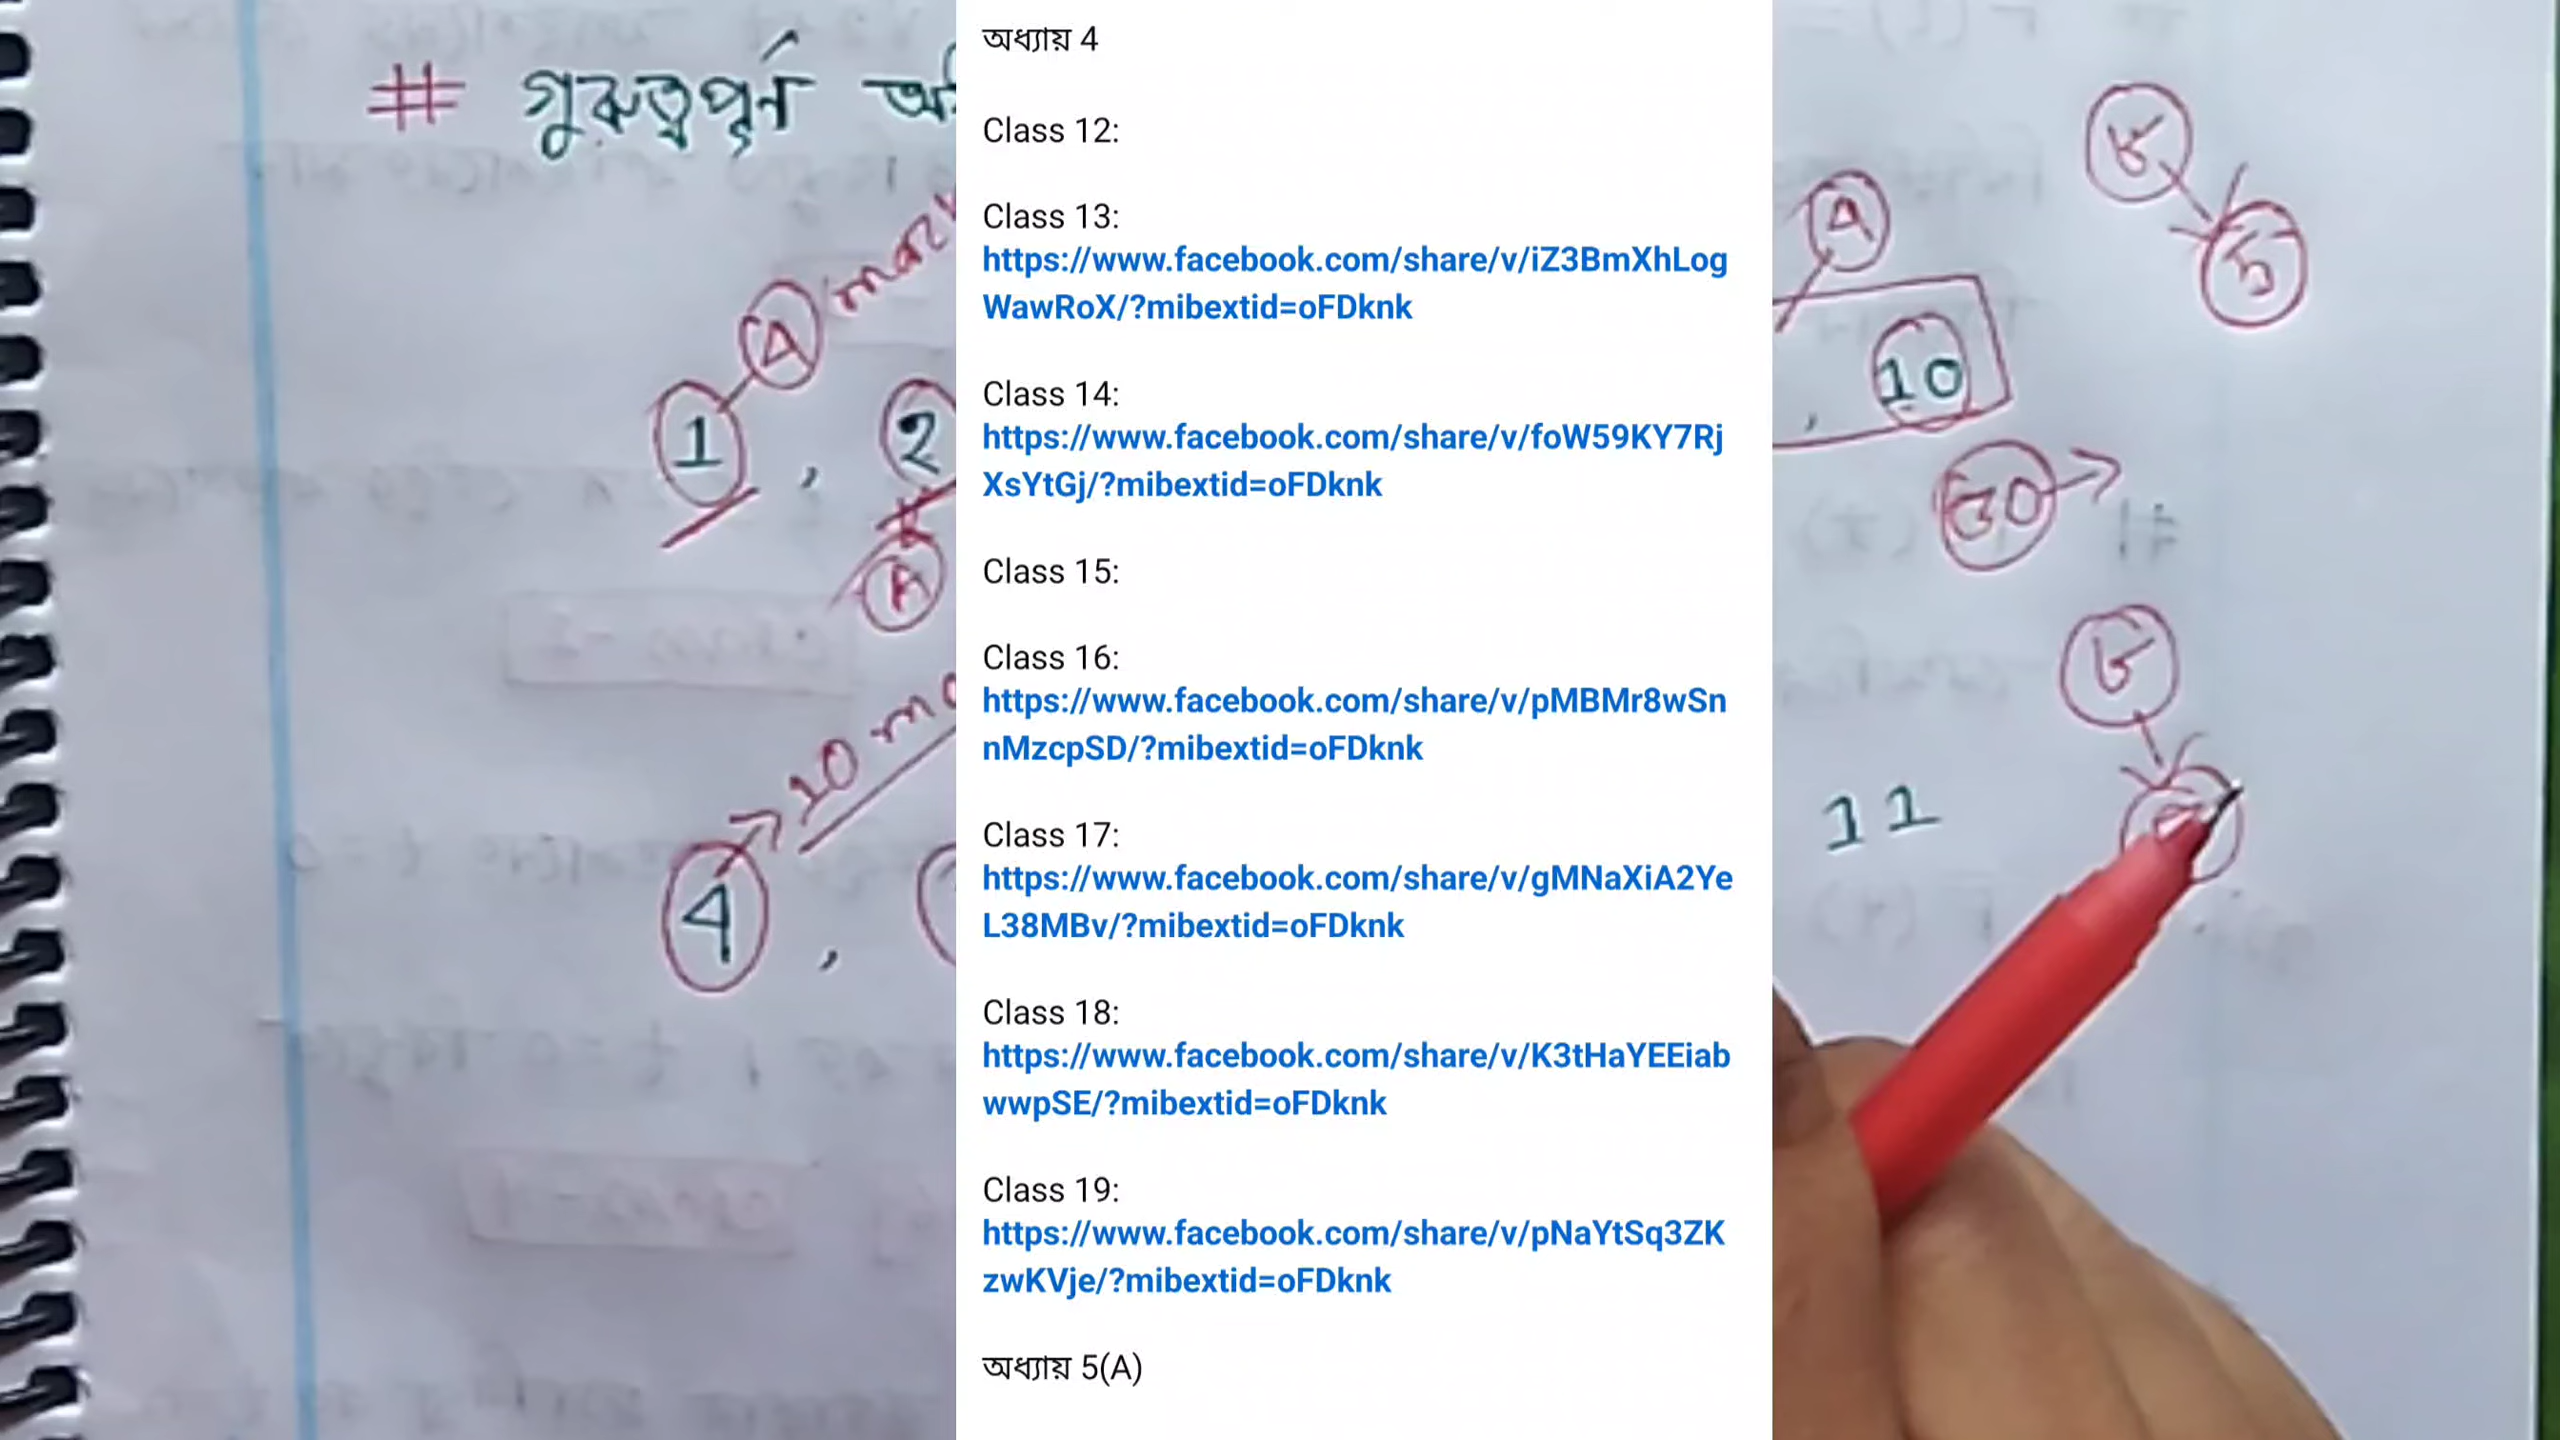 # গুরুত্বপূর্ণ
A
1 , 2
A
10
4 ,
অধ্যায় 4
Class 12:
Class 13:
https://www.facebook.com/share/v/iZ3BmXhLog
WawRoX/?mibextid=oFDknk
Class 14:
https://www.facebook.com/share/v/foW59KY7Rj
XsYtGj/?mibextid=oFDknk
Class 15:
Class 16:
https://www.facebook.com/share/v/pMBMr8wSn
nMzcpSD/?mibextid=oFDknk
Class 17:
https://www.facebook.com/share/v/gMNaXiA2Ye
L38MBv/?mibextid=oFDknk
Class 18:
https://www.facebook.com/share/v/K3tHaYEEiab
wwpSE/?mibextid=oFDknk
Class 19:
https://www.facebook.com/share/v/pNaYtSq3ZK
zwKVje/?mibextid=oFDknk
অধ্যায় 5(A)
A
, 10
30
11